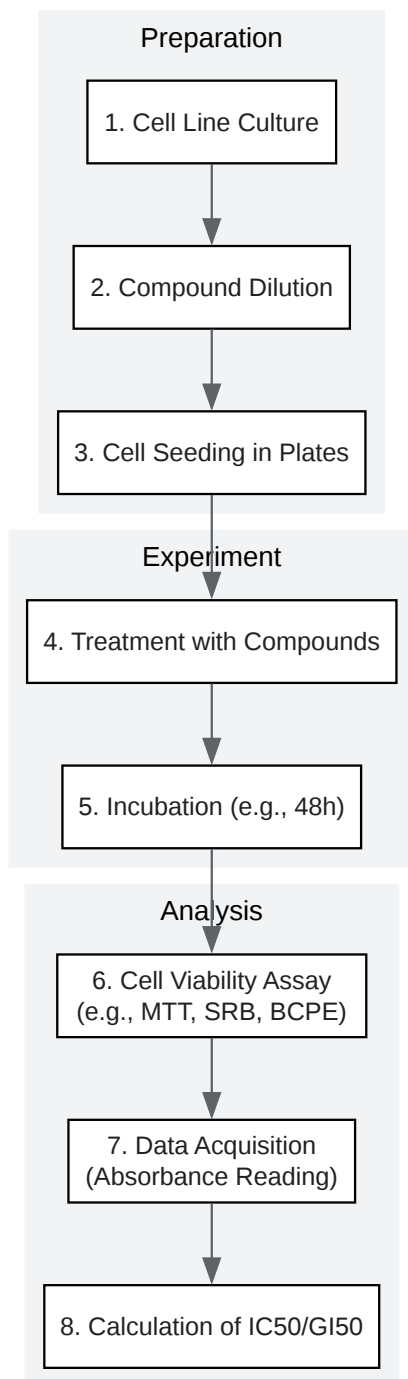 Preparation
1. Cell Line Culture
2. Compound Dilution
3. Cell Seeding in Plates
Experiment
4. Treatment with Compounds
5. Incubation (e.g., 48h)
Analysis
6. Cell Viability Assay
(e.g., MTT, SRB, BCPE)
7. Data Acquisition
(Absorbance Reading)
8. Calculation of IC50/GI50